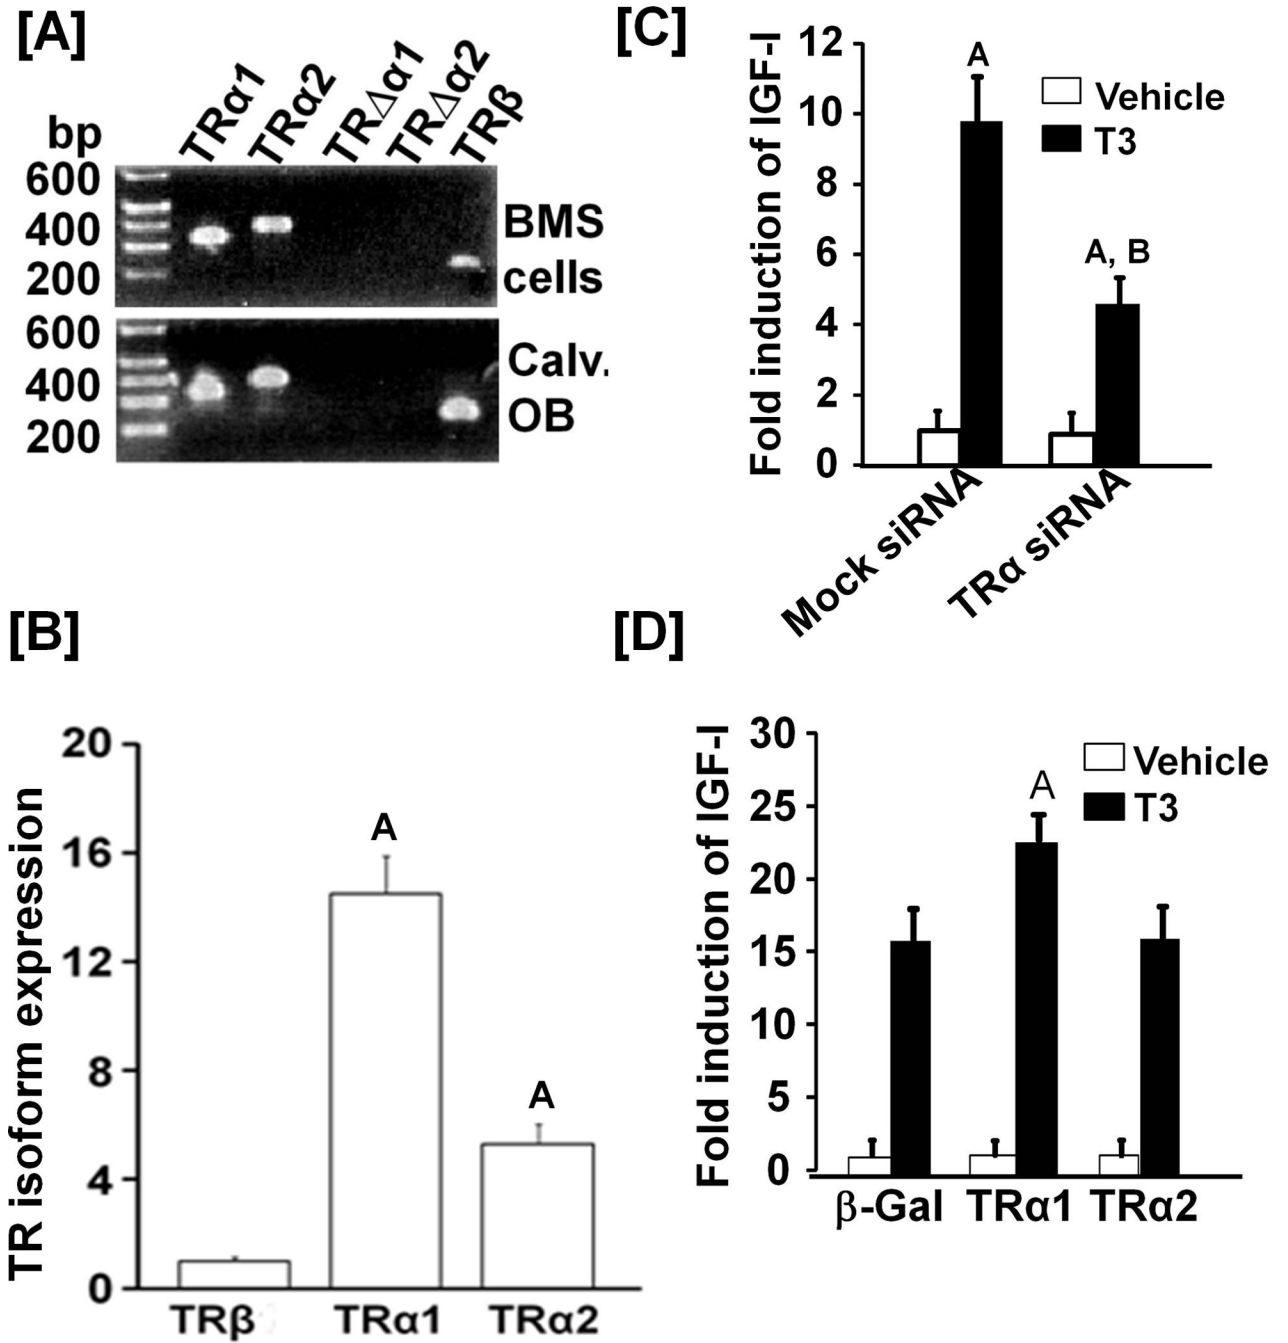 [A]
TRα1 TRα2 TRΔα1 TRΔα2 TRβ
bp
600
400
200
BMS
cells
600
400
200
Calv.
OB
[C]
Fold induction of IGF-I
12
10
8
6
4
2
0
A
A, B
Vehicle
T3
Mock siRNA
TRα siRNA
[B]
TR isoform expression
20
16
12
8
4
0
A
A
TRβ TRα1 TRα2
[D]
Fold induction of IGF-I
30
25
20
15
10
5
0
A
Vehicle
T3
β-Gal TRα1 TRα2